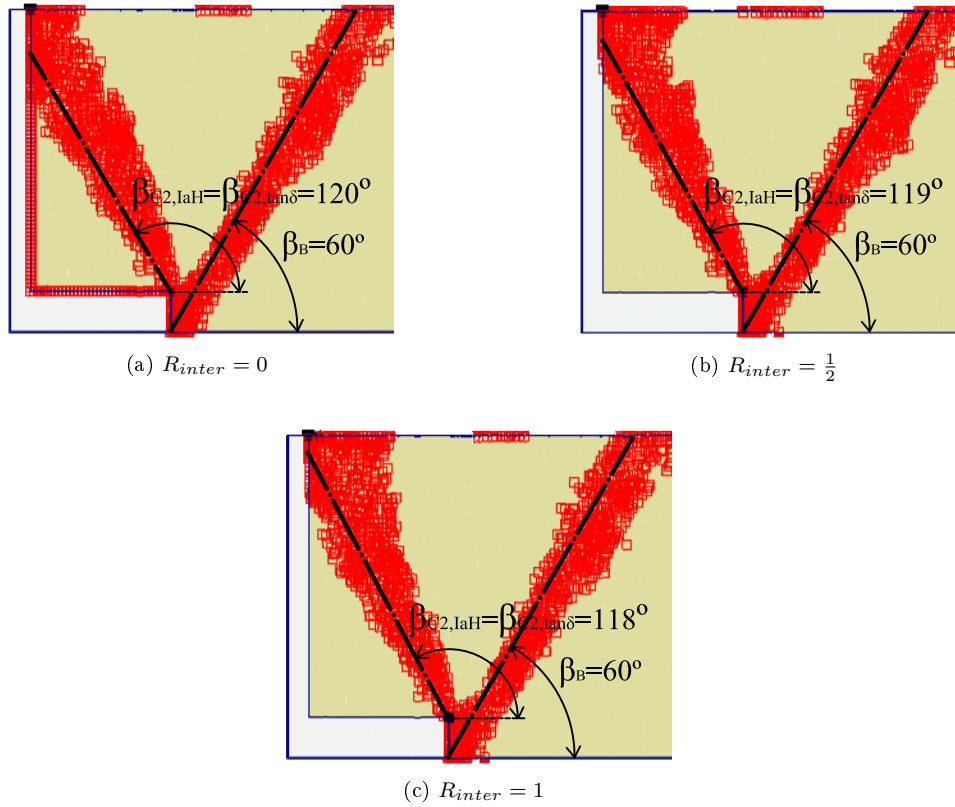 βC2,IaH=βC2,tanδ=120º
βB=60º
(a) Rinter = 0
βC2,IaH=βC2,tanδ=119º
βB=60º
(b) Rinter = 1/2
βC2,IaH=βC2,tanδ=118º
βB=60º
(c) Rinter = 1